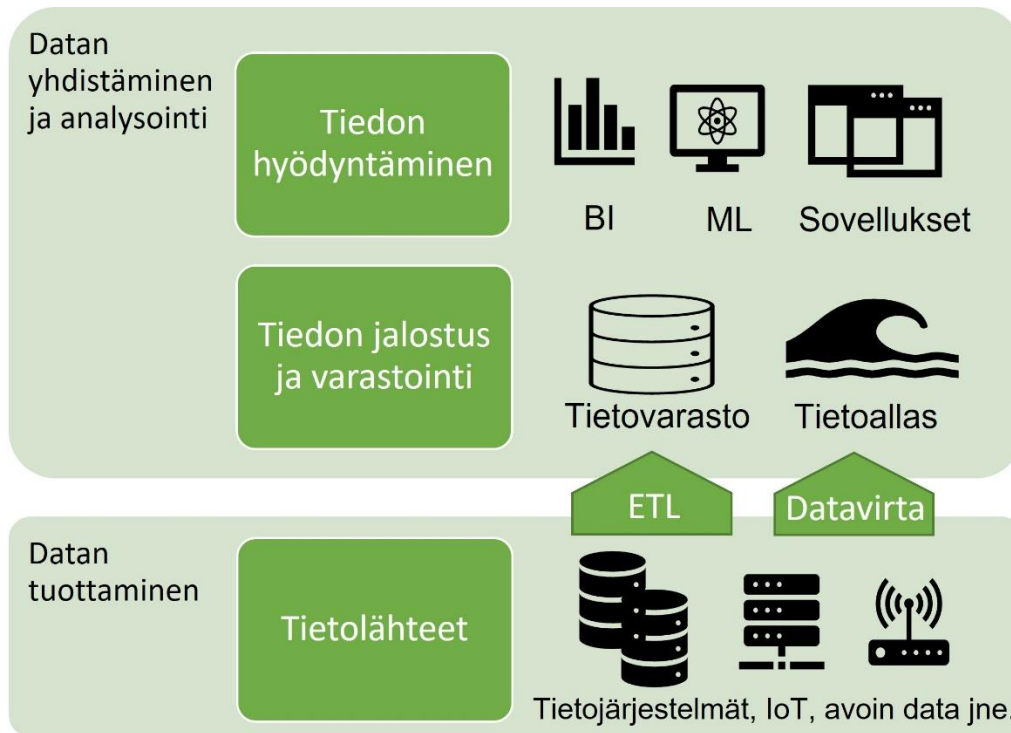 Datan
yhdistäminen
ja analysointi
Tiedon
hyödyntäminen
BI
ML
Sovellukset
Tiedon jalostus
ja varastointi
Tietovarasto
Tietoallas
ETL
Datavirta
Datan
tuottaminen
Tietolähteet
Tietojärjestelmät, IoT, avoin data jne.